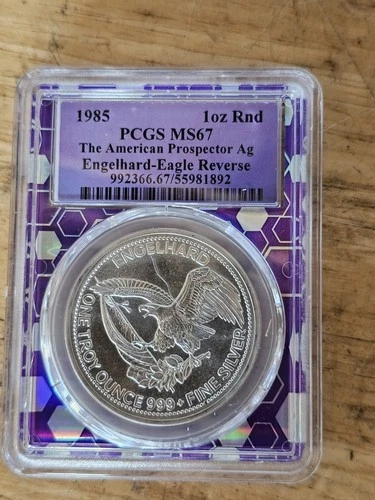 1985 1oz Rnd
PCGS MS67
The American Prospector Ag
Engelhard-Eagle Reverse
992366.67/55981892
ENGELHARD
ONE TROY OUNCE 999+ FINE SILVER